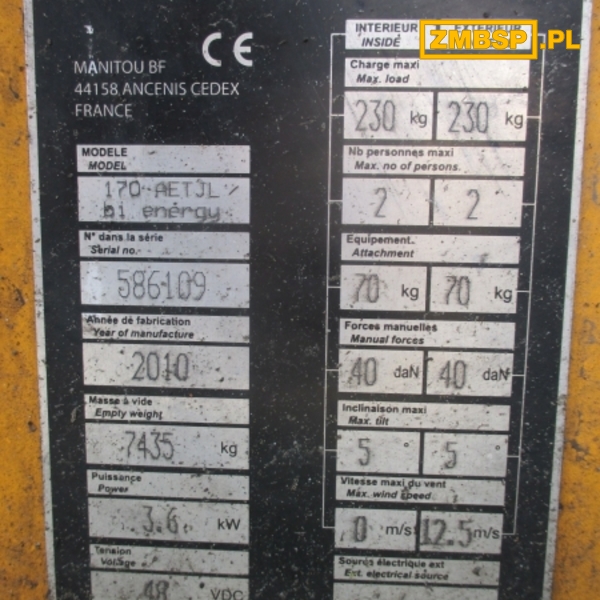 ZMBSP.PL
CE
MANITOU BF
44158 ANCENIS CEDEX
FRANCE
MODELE
MODEL
170 AETJL
bi energy
N° dans la série
Serial no.
586109
Année de fabrication
Year of manufacture
2010
Masse à vide
Empty weight
7435 kg
Puissance
Power
3.6 kW
Tension
Voltage
48 VDC
INTERIEUR EXTERIEUR
INSIDE
Charge maxi
Max. load
230 kg 230 kg
Nb personnes maxi
Max. no of persons.
2 2
Equipement.
Attachment
70 kg 70 kg
Forces manuelles
Manual forces
40 daN 40 daN
Inclinaison maxi
Max. tilt
5 ° 5 °
Vitesse maxi du vent
Max. wind speed
0 m/s 12.5 m/s
Source électrique ext
Ext. electrical source